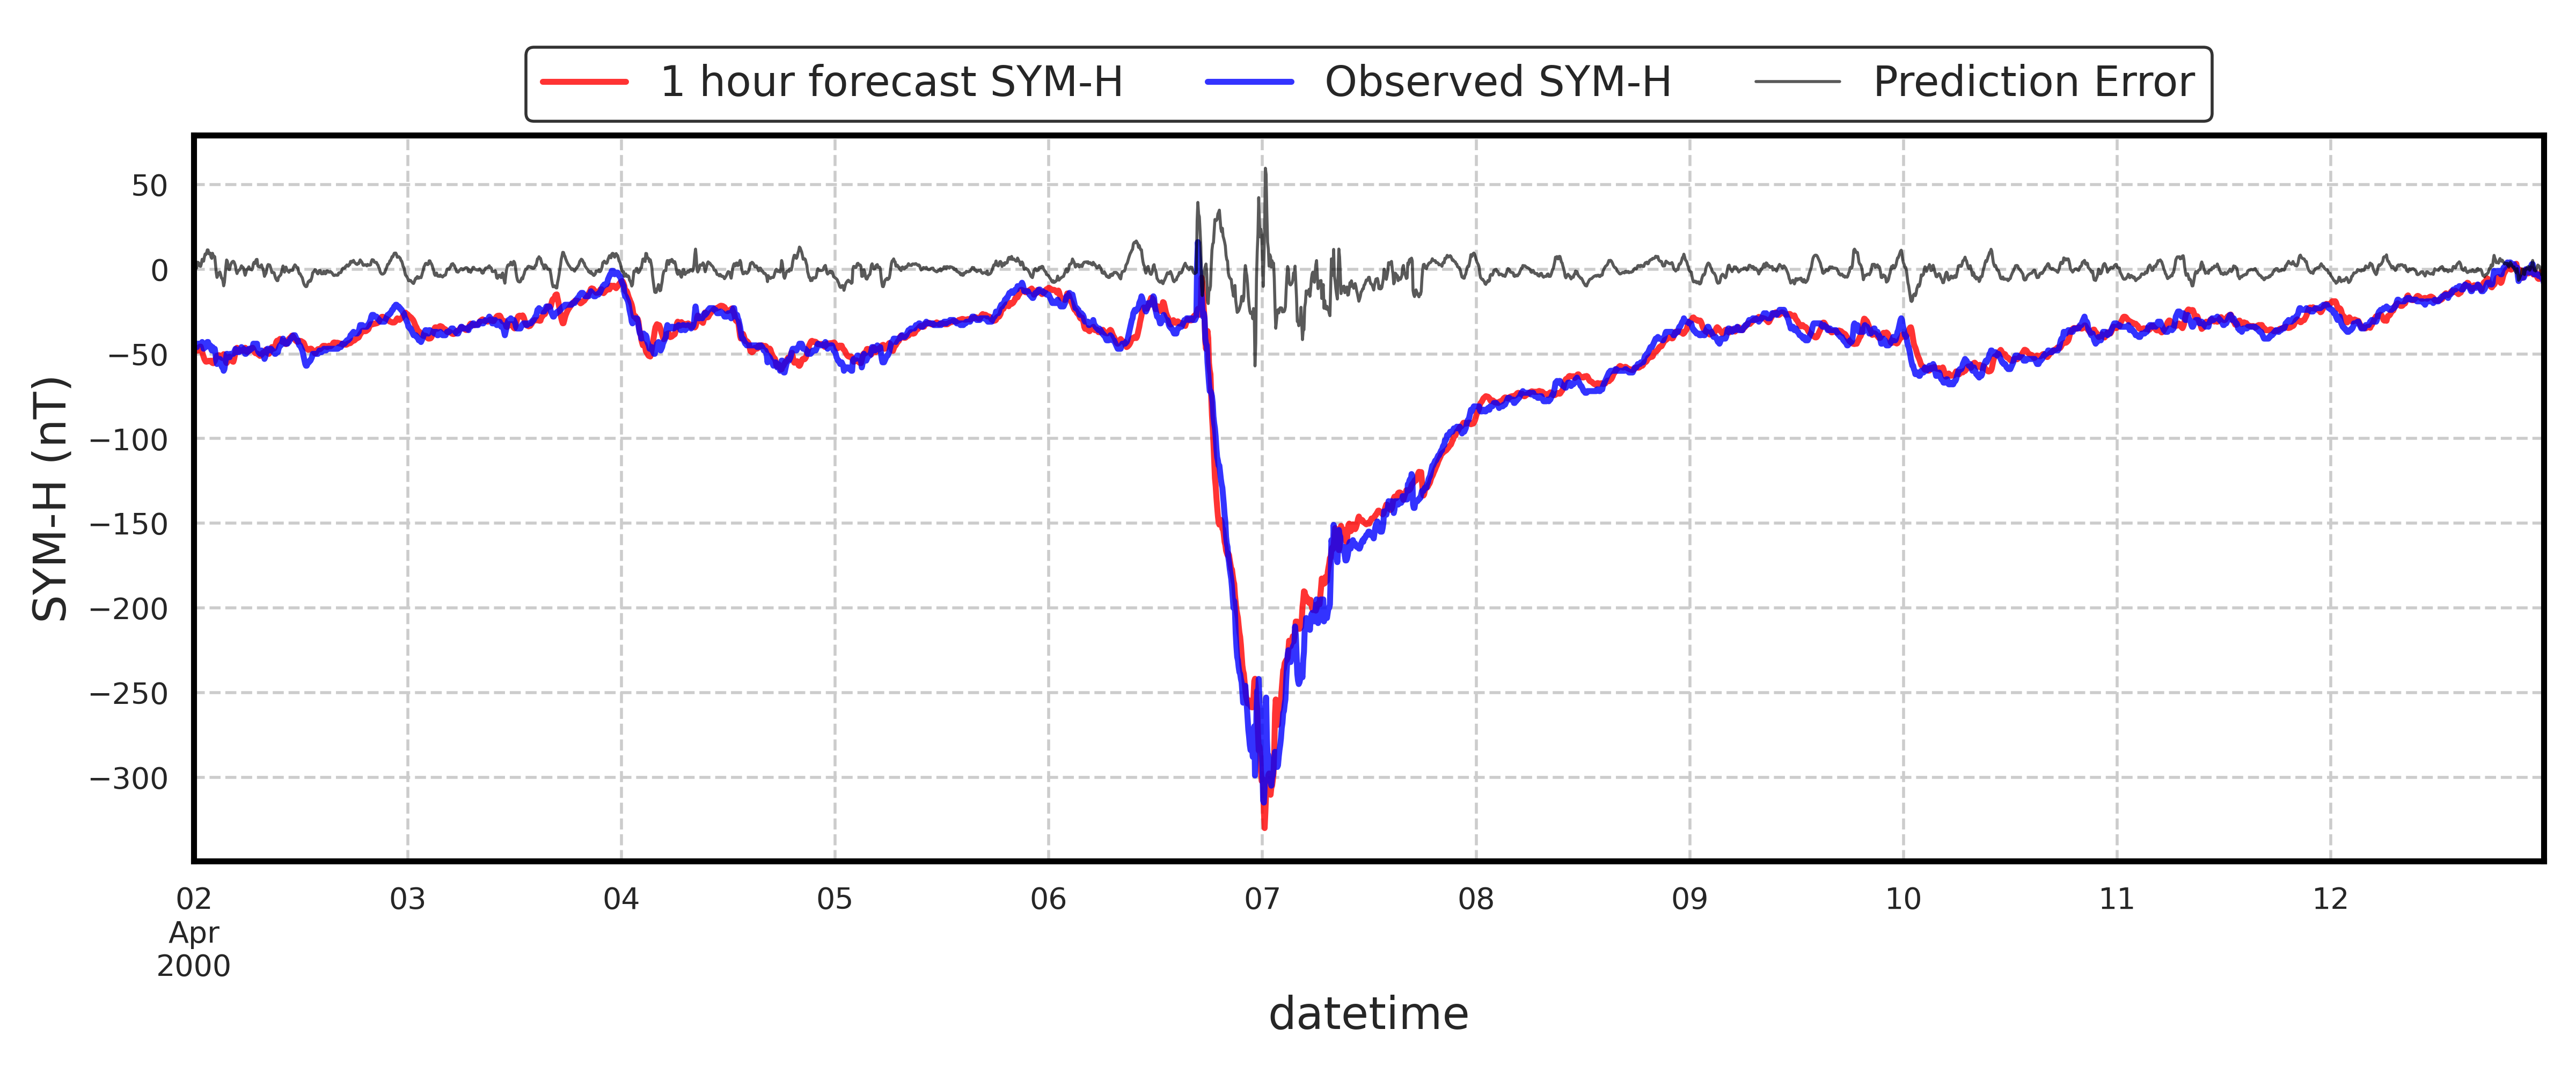 1 hour forecast SYM-H Observed SYM-H Prediction Error
50
0
−50
−100
−150
−200
−250
−300
SYM-H (nT)
02 03 04 05 06 07 08 09 10 11 12
Apr
2000
datetime